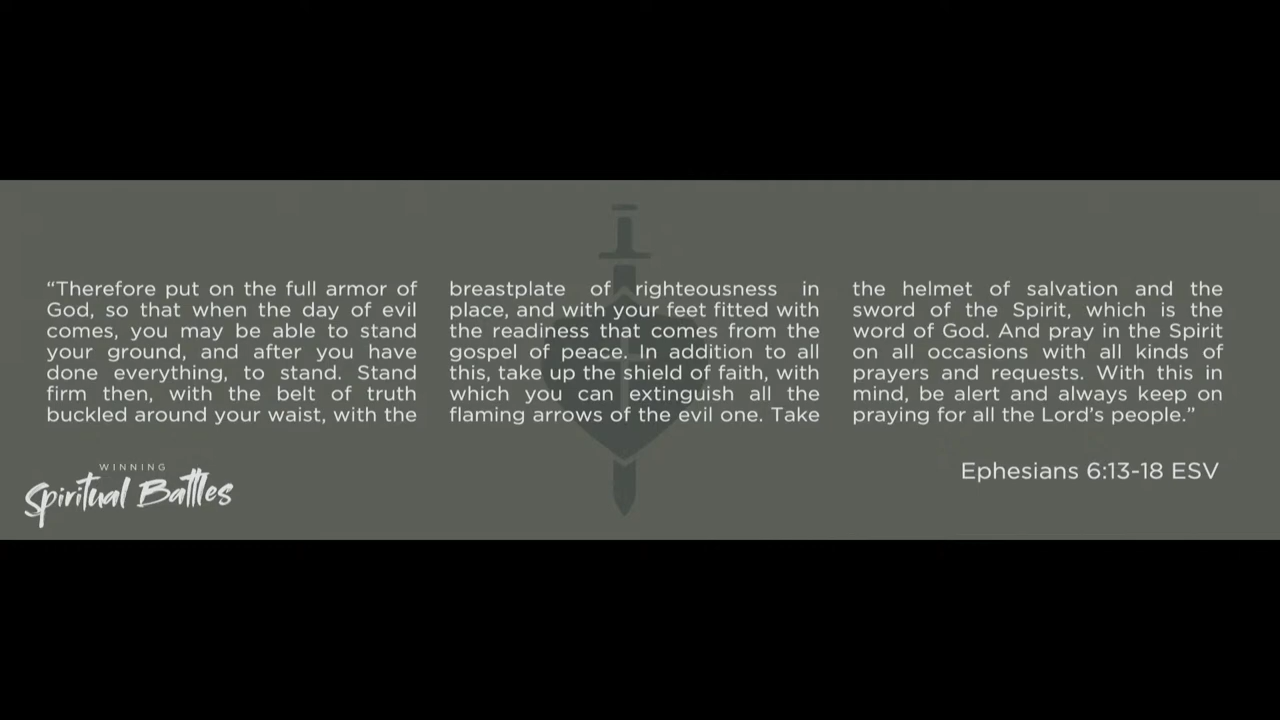 “Therefore put on the full armor of
God, so that when the day of evil
comes, you may be able to stand
your ground, and after you have
done everything, to stand. Stand
firm then, with the belt of truth
buckled around your waist, with the
breastplate of righteousness in
place, and with your feet fitted with
the readiness that comes from the
gospel of peace. In addition to all
this, take up the shield of faith, with
which you can extinguish all the
flaming arrows of the evil one. Take
the helmet of salvation and the
sword of the Spirit, which is the
word of God. And pray in the Spirit
on all occasions with all kinds of
prayers and requests. With this in
mind, be alert and always keep on
praying for all the Lord’s people.”
Ephesians 6:13-18 ESV
WINNING
Spiritual Battles